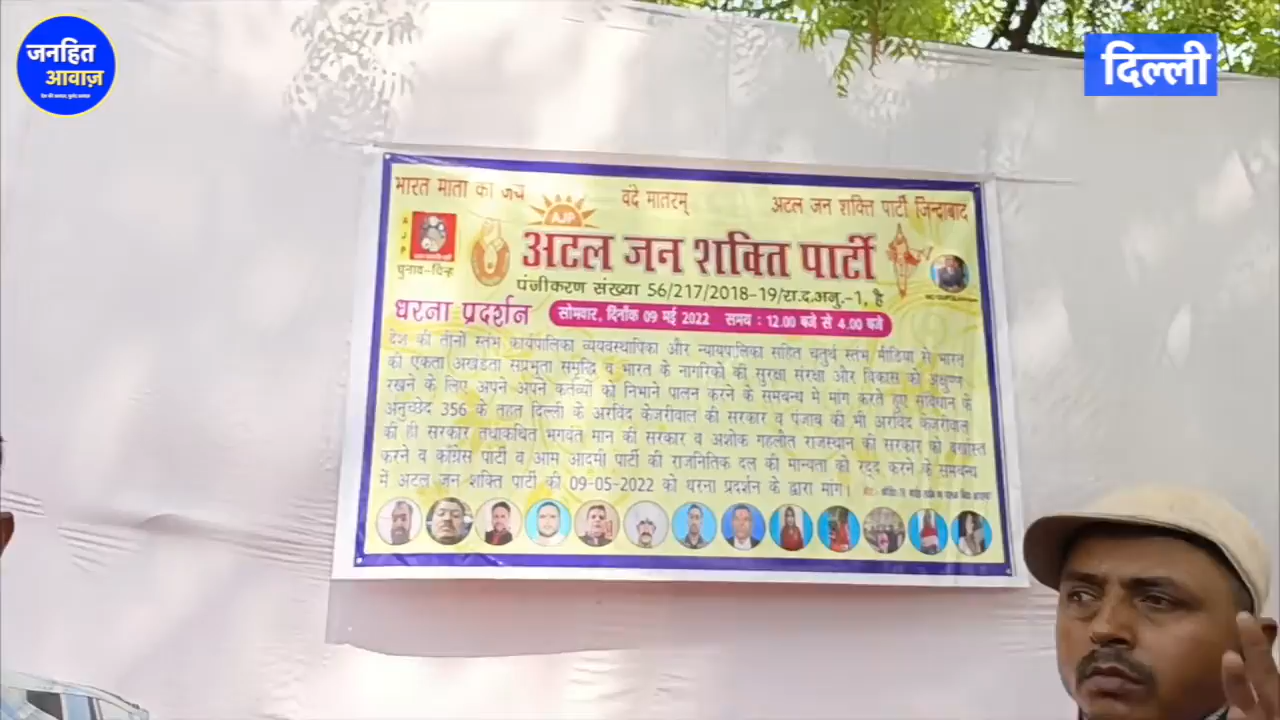 जनहित
आवाज़
दिल्ली
भारत माता का जय
वंदे मातरम्
अटल जन शक्ति पार्टी जिन्दाबाद
AJP
A
J
P
अटल जन शक्ति पार्टी
चुनाव-चिन्ह
पंजीकरण संख्या 56/217/2018-19/रा.द.अनु.-1, है
धरना प्रदर्शन
सोमवार, दिनाँक 09 मई 2022 समय : 12.00 बजे से 4.00 बजे
देश की तीनों स्तंभ कार्यपालिका व्ययवस्थापिका और न्यायपालिका सहित चतुर्थ स्तंभ मीडिया से भारत
की एकता अखंडता सप्रभुता समृद्धि व भारत के नागरिकों की सुरक्षा संरक्षा और विकास को अक्षुण्ण
रखने के लिए अपने अपने कर्तव्यों को निभाने पालन करने के समबन्ध मे मांग करते हुए संविधान के
अनुच्छेद 356 के तहत दिल्ली के अरविंद केजरीवाल की सरकार व पंजाब की भी अरविंद केजरीवाल
की ही सरकार तथाकथित भगवंत मान की सरकार व अशोक गहलोत राजस्थान की सरकार को बर्खास्त
करने व काँग्रेस पार्टी व आम आदमी पार्टी की राजनितिक दल की मान्यता को रद्द करने के समबन्ध
में अटल जन शक्ति पार्टी की 09-05-2022 को धरना प्रदर्शन के द्वारा मांग।